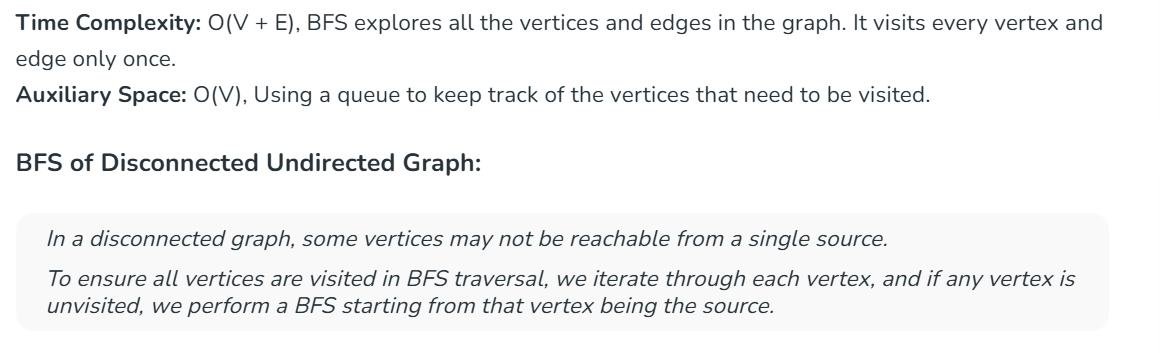 Time Complexity: O(V + E), BFS explores all the vertices and edges in the graph. It visits every vertex and
edge only once.
Auxiliary Space: O(V), Using a queue to keep track of the vertices that need to be visited.
BFS of Disconnected Undirected Graph:
In a disconnected graph, some vertices may not be reachable from a single source.
To ensure all vertices are visited in BFS traversal, we iterate through each vertex, and if any vertex is
unvisited, we perform a BFS starting from that vertex being the source.